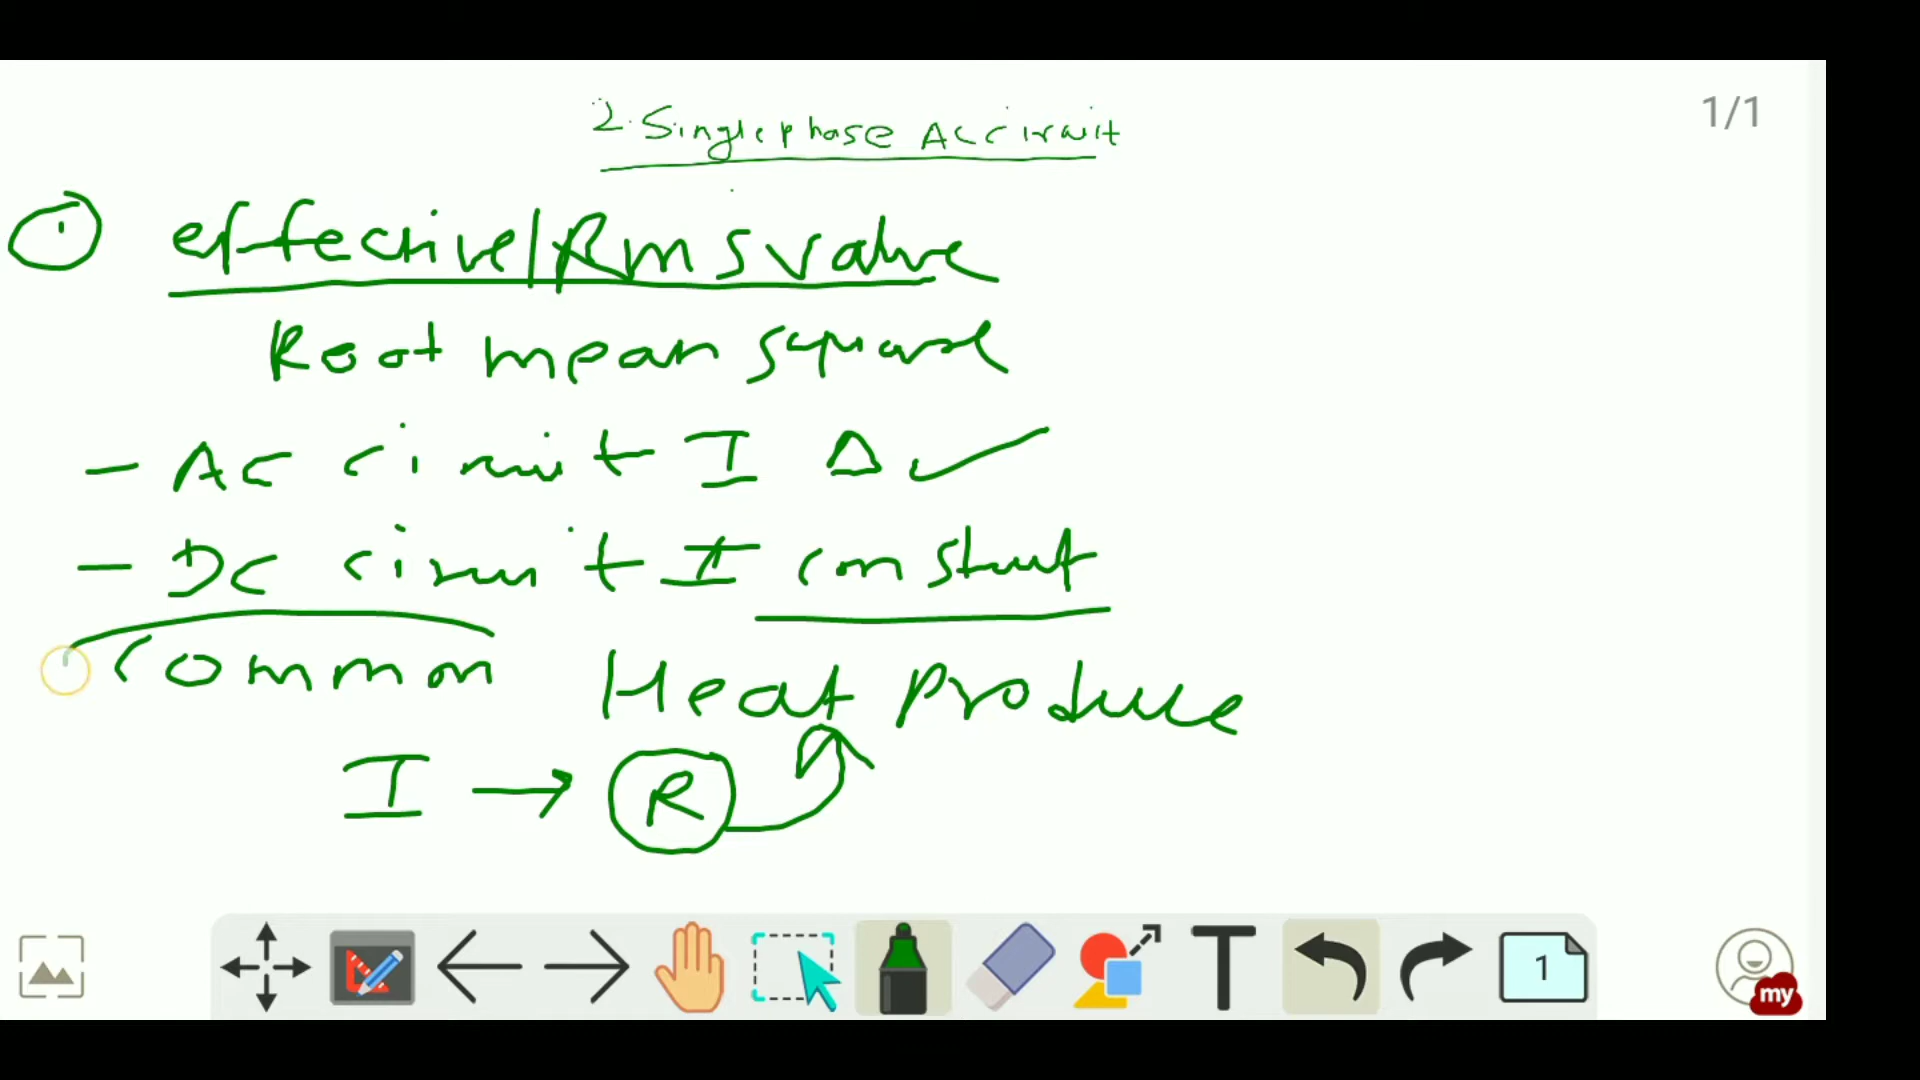 2. Single phase AC Circuit
1/1
1 effective/Rms value
Root mean square
- AC circuit I Δ ✓
- DC circuit I constant
Common Heat Produce
I → R
T
1
my